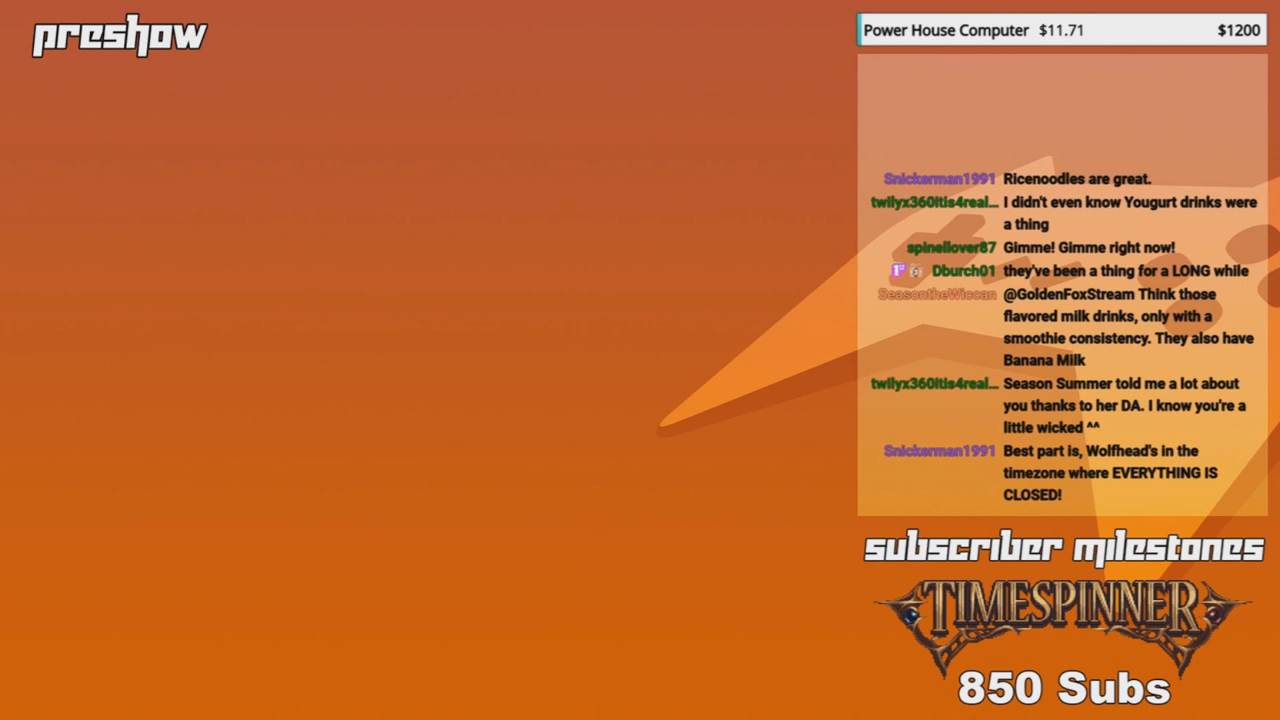 preshow
Power House Computer $11.71 $1200
Snickerman1991 Ricenoodles are great.
twilyx360itis4real... I didn't even know Yougurt drinks were
a thing
spinellover87 Gimme! Gimme right now!
1st Dburch01 they've been a thing for a LONG while
SeasontheWiccan @GoldenFoxStream Think those
flavored milk drinks, only with a
smoothie consistency. They also have
Banana Milk
twilyx360itis4real... Season Summer told me a lot about
you thanks to her DA. I know you're a
little wicked ^^
Snickerman1991 Best part is, Wolfhead's in the
timezone where EVERYTHING IS
CLOSED!
subscriber milestones
TIMESPINNER
850 Subs